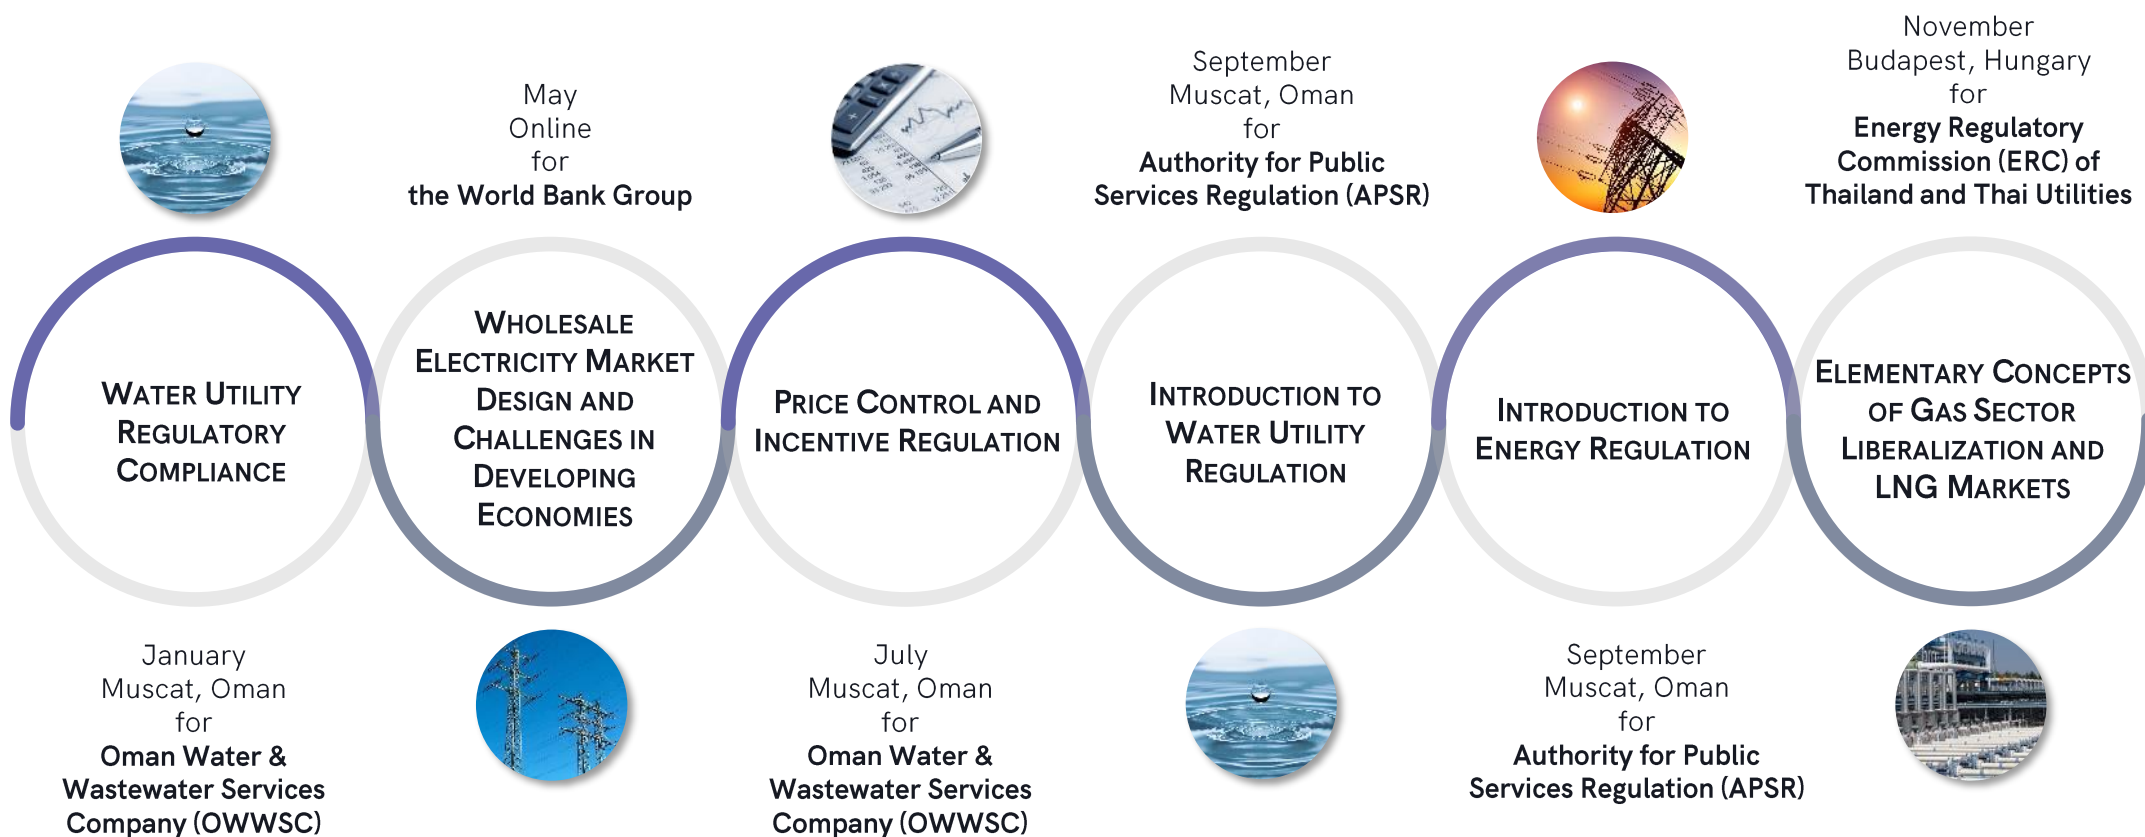 WATER UTILITY
REGULATORY
COMPLIANCE
January
Muscat, Oman
for
Oman Water &
Wastewater Services
Company (OWWSC)
May
Online
for
the World Bank Group
WHOLESALE
ELECTRICITY MARKET
DESIGN AND
CHALLENGES IN
DEVELOPING
ECONOMIES
PRICE CONTROL AND
INCENTIVE REGULATION
July
Muscat, Oman
for
Oman Water &
Wastewater Services
Company (OWWSC)
September
Muscat, Oman
for
Authority for Public
Services Regulation (APSR)
INTRODUCTION TO
WATER UTILITY
REGULATION
INTRODUCTION TO
ENERGY REGULATION
September
Muscat, Oman
for
Authority for Public
Services Regulation (APSR)
November
Budapest, Hungary
for
Energy Regulatory
Commission (ERC) of
Thailand and Thai Utilities
ELEMENTARY CONCEPTS
OF GAS SECTOR
LIBERALIZATION AND
LNG MARKETS